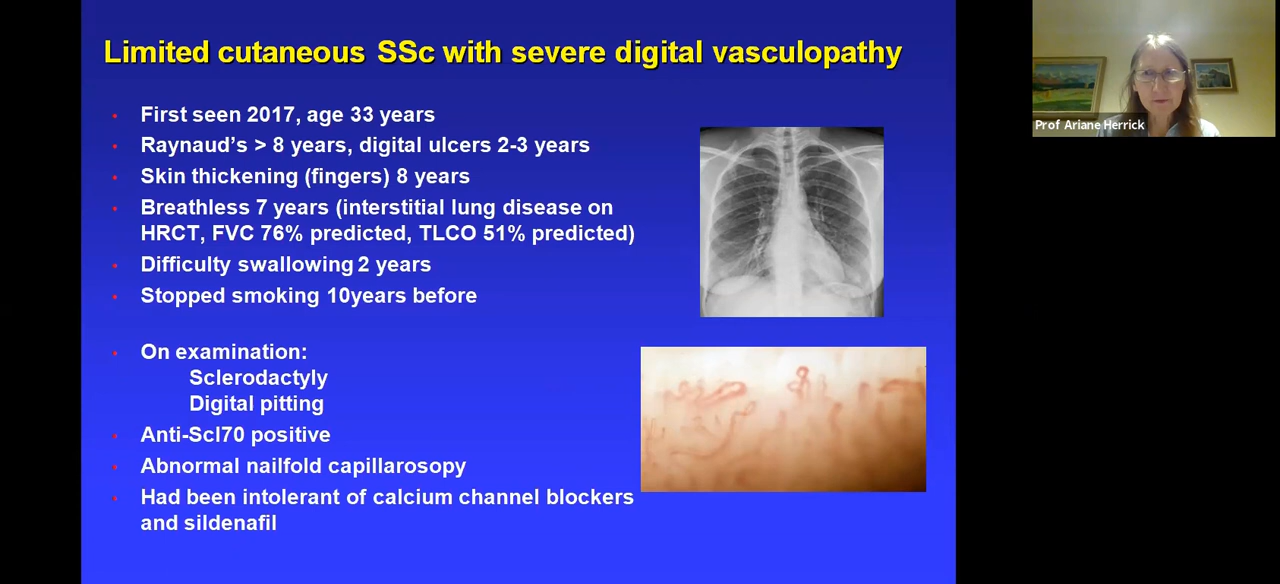 Limited cutaneous SSc with severe digital vasculopathy
First seen 2017, age 33 years
Raynaud's > 8 years, digital ulcers 2-3 years
Skin thickening (fingers) 8 years
Breathless 7 years (interstitial lung disease on
HRCT, FVC 76% predicted, TLCO 51% predicted)
Difficulty swallowing 2 years
Stopped smoking 10years before
On examination:
Sclerodactyly
Digital pitting
Anti-Scl70 positive
Abnormal nailfold capillarosopy
Had been intolerant of calcium channel blockers
and sildenafil
Prof Ariane Herrick